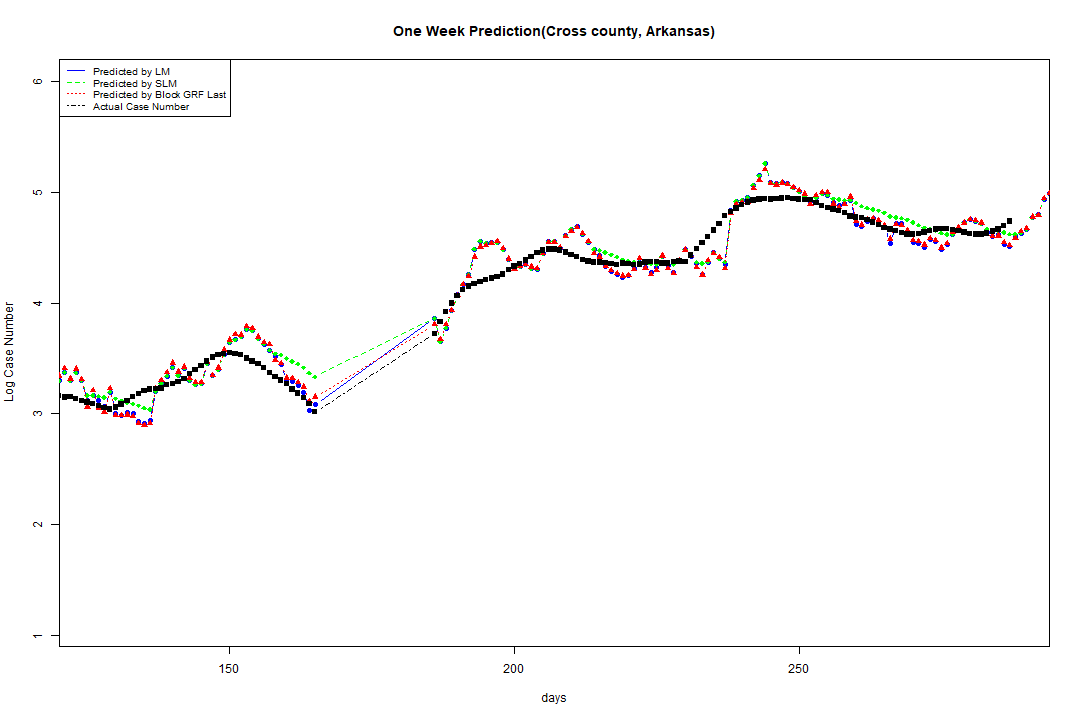 One Week Prediction(Cross county, Arkansas)
Predicted by LM
Predicted by SLM
Predicted by Block GRF Last
Actual Case Number
6
5
4
3
2
1
Log Case Number
150
200
250
days